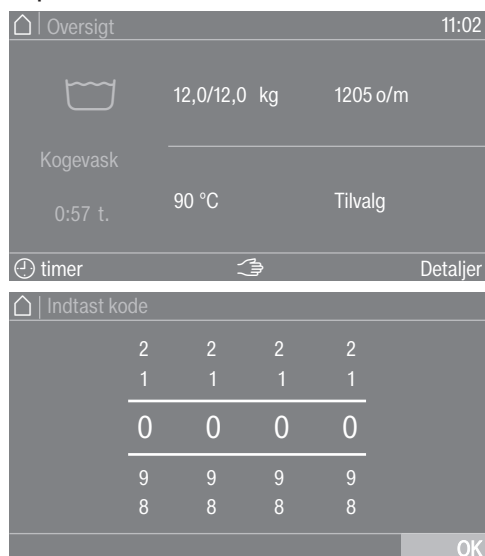 Oversigt 11:02
12,0/12,0 kg 1205 o/m
Kogevask
0:57 t.
90 °C Tilvalg
timer Detaljer
Indtast kode
2 2 2 2
1 1 1 1
0 0 0 0
9 9 9 9
8 8 8 8
OK